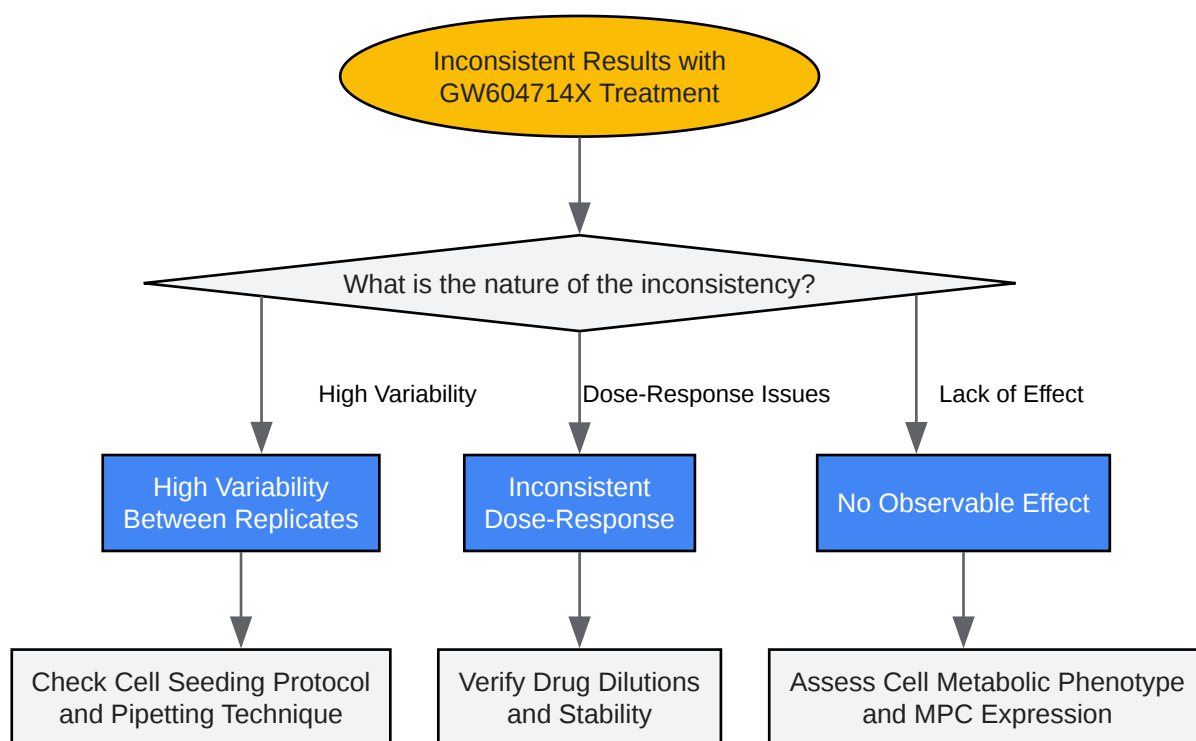 Inconsistent Results with
GW604714X Treatment
What is the nature of the inconsistency?
High Variability
Dose-Response Issues
Lack of Effect
High Variability
Between Replicates
Inconsistent
Dose-Response
No Observable Effect
Check Cell Seeding Protocol
and Pipetting Technique
Verify Drug Dilutions
and Stability
Assess Cell Metabolic Phenotype
and MPC Expression